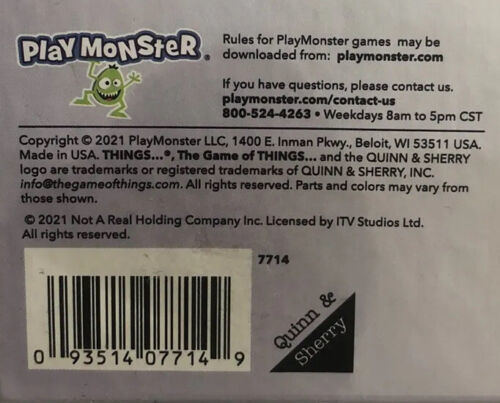 PLAYMONSTER®
Rules for PlayMonster games may be
downloaded from: playmonster.com
If you have questions, please contact us.
playmonster.com/contact-us
800-524-4263 • Weekdays 8am to 5pm CST
Copyright © 2021 PlayMonster LLC, 1400 E. Inman Pkwy., Beloit, WI 53511 USA.
Made in USA. THINGS...®, The Game of THINGS... and the QUINN & SHERRY
logo are trademarks or registered trademarks of QUINN & SHERRY, INC.
info@thegameofthings.com. All rights reserved. Parts and colors may vary from
those shown.
© 2021 Not A Real Holding Company Inc. Licensed by ITV Studios Ltd.
All rights reserved.
7714
0 93514 07714 9
Quinn &
Sherry